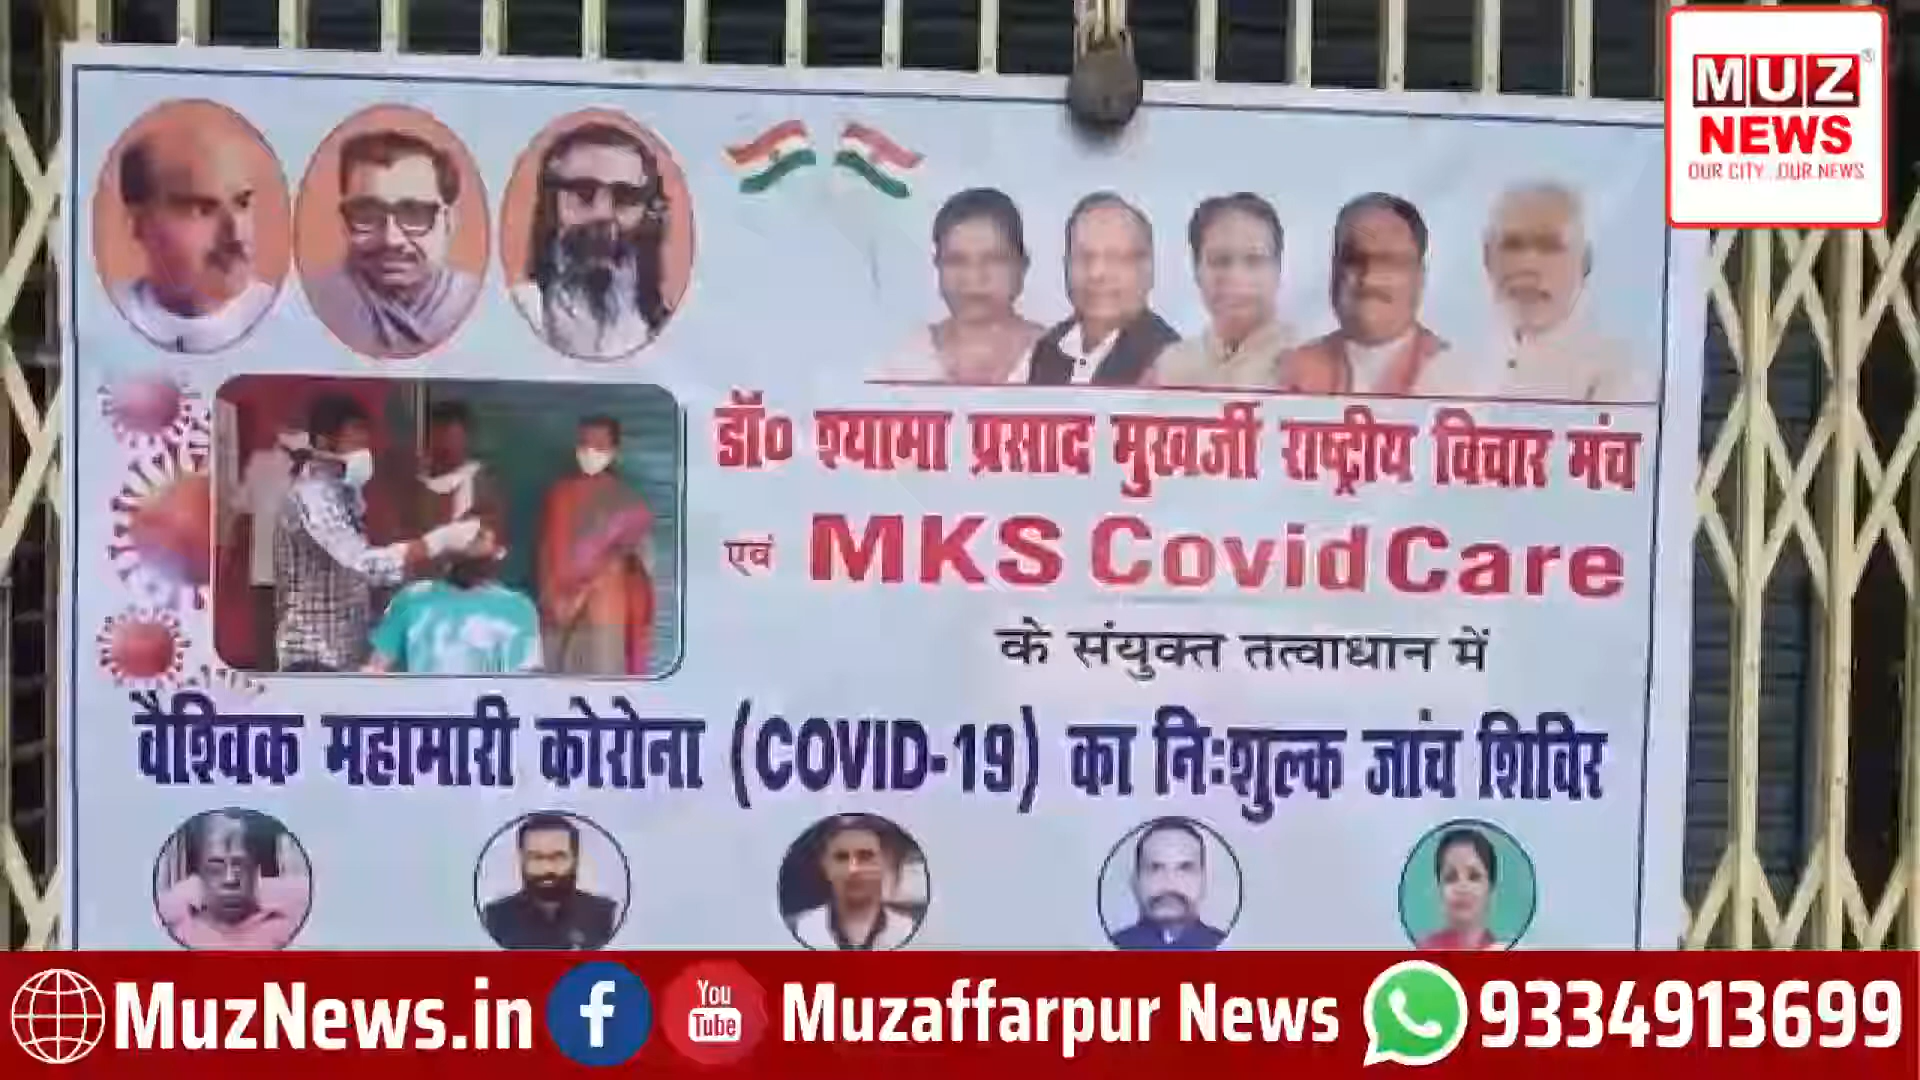 MUZ
NEWS
OUR CITY...OUR NEWS
डॉ० श्यामा प्रसाद मुखर्जी राष्ट्रीय विचार मंच
एवं MKS Covid Care
के संयुक्त तत्वाधान में
वैश्विक महामारी कोरोना (COVID-19) का निःशुल्क जांच शिविर
MuzNews.in f You Tube Muzaffarpur News 9334913699